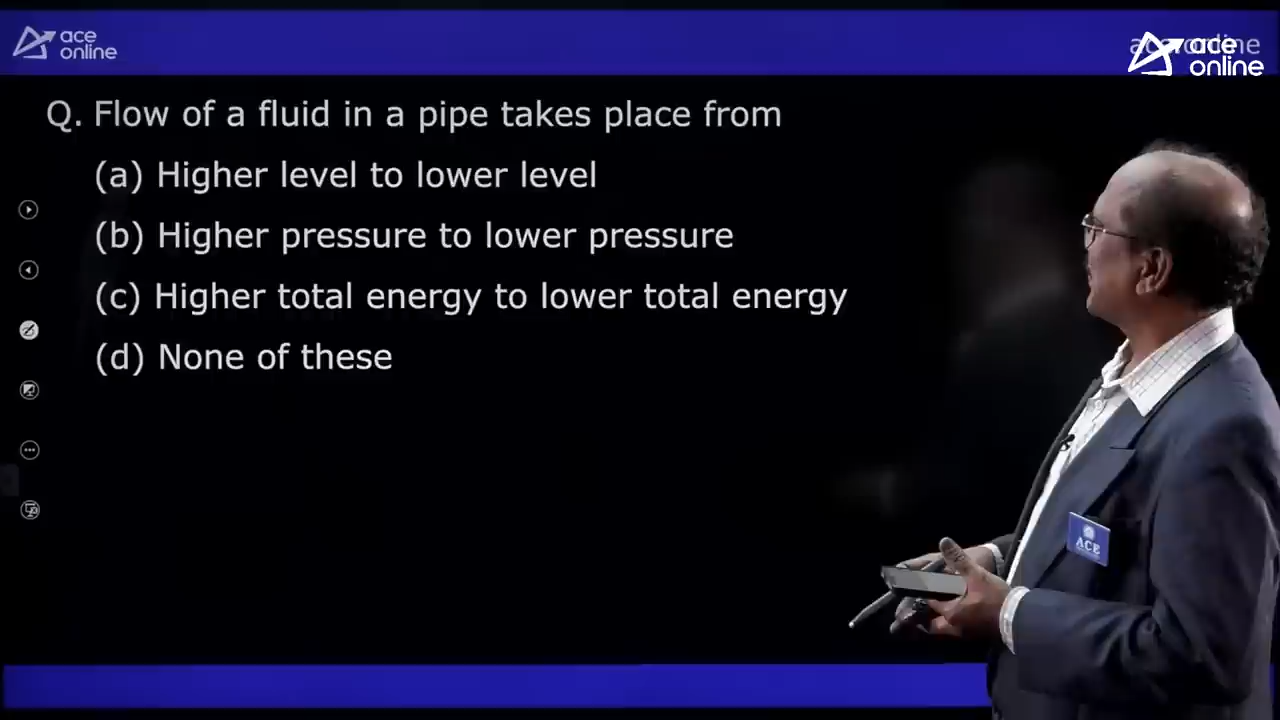 ace
online
ace
online
Q. Flow of a fluid in a pipe takes place from
(a) Higher level to lower level
(b) Higher pressure to lower pressure
(c) Higher total energy to lower total energy
(d) None of these
ACE